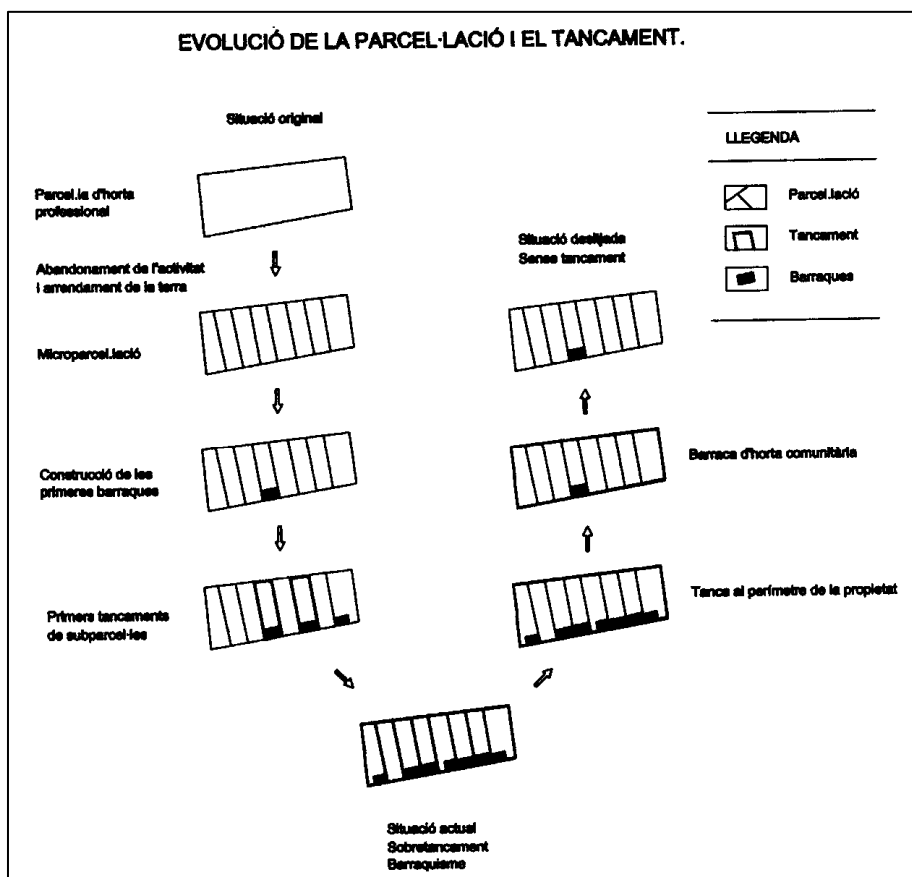 EVOLUCIÓ DE LA PARCEL·LACIÓ I EL TANCAMENT.
Situació original
Parcel.la d'horta
professional
Abandonament de l'activitat
i arrendament de la terra
Microparcel.lació
Construcció de les
primeres barraques
Primers tancaments
de subparcel·les
Situació actual
Sobretancament
Barraquisme
Tanca al perímetre de la propietat
Barraca d'horta comunitària
Situació desitjada
Sense tancament
LLEGENDA
Parcel.lació
Tancament
Barraques